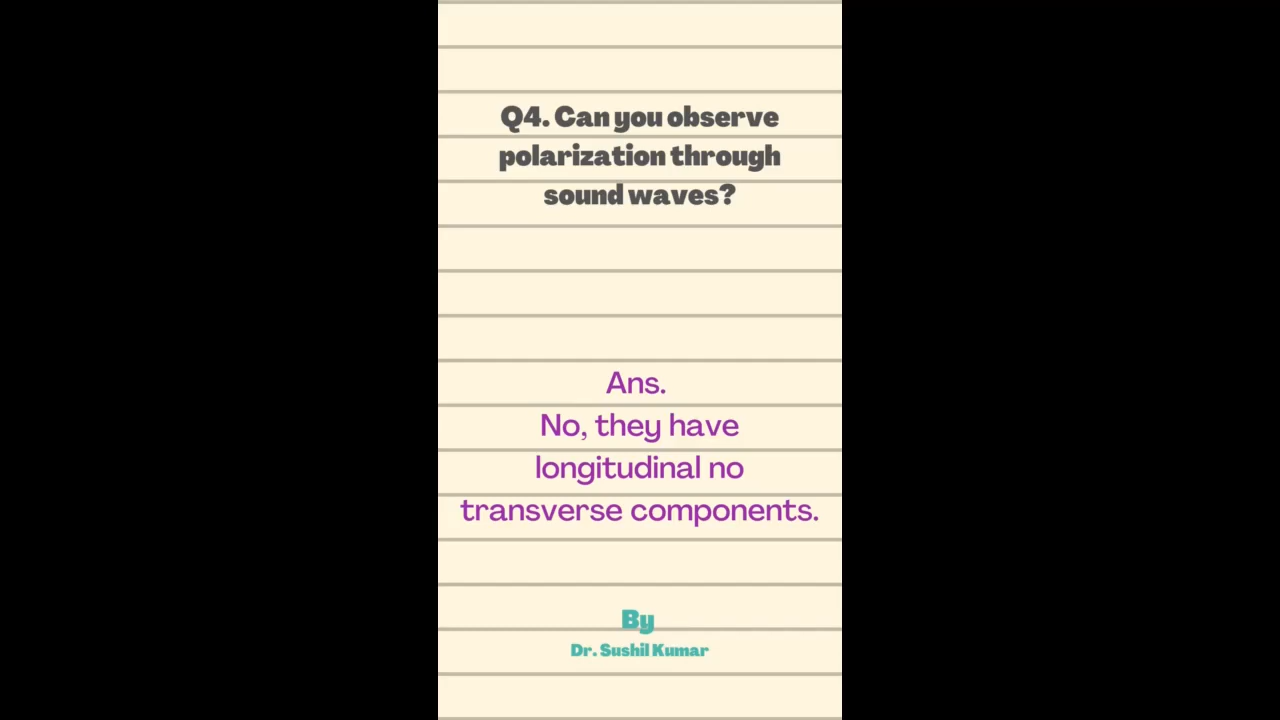 Q4. Can you observe
polarization through
sound waves?
Ans.
No, they have
longitudinal no
transverse components.
By
Dr. Sushil Kumar